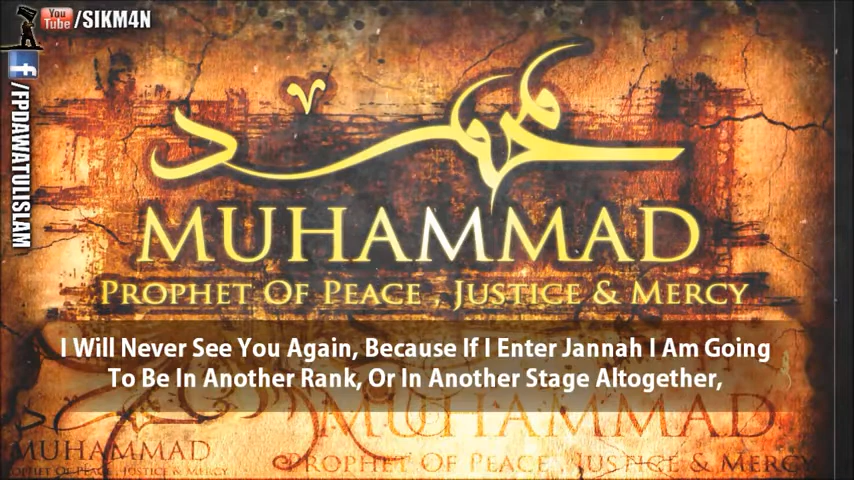 You Tube /SIKM4N
f /FPDAWATULISLAM
محمد
MUHAMMAD
PROPHET OF PEACE , JUSTICE & MERCY
I Will Never See You Again, Because If I Enter Jannah I Am Going
To Be In Another Rank, Or In Another Stage Altogether,
MUHAMMAD
PROPHET OF PEACE , JUSTICE & MERCY
MUHAMMAD
PROPHET OF PEACE , JUSTICE & MERCY